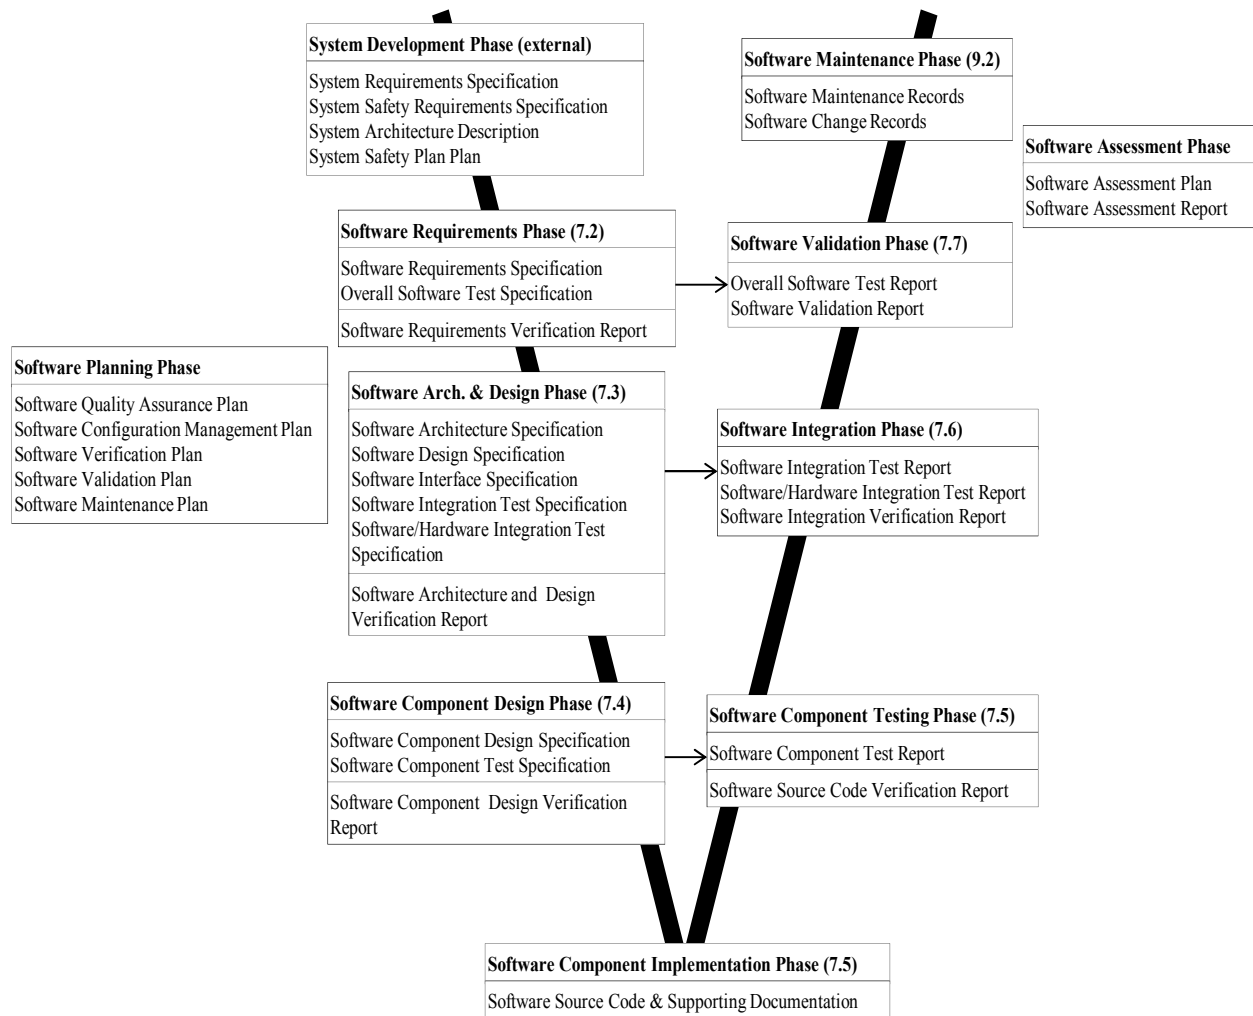 System Development Phase (external)
System Requirements Specification
System Safety Requirements Specification
System Architecture Description
System Safety Plan Plan
Software Maintenance Phase (9.2)
Software Maintenance Records
Software Change Records
Software Assessment Phase
Software Assessment Plan
Software Assessment Report
Software Requirements Phase (7.2)
Software Requirements Specification
Overall Software Test Specification
Software Requirements Verification Report
Software Validation Phase (7.7)
Overall Software Test Report
Software Validation Report
Software Planning Phase
Software Quality Assurance Plan
Software Configuration Management Plan
Software Verification Plan
Software Validation Plan
Software Maintenance Plan
Software Arch. & Design Phase (7.3)
Software Architecture Specification
Software Design Specification
Software Interface Specification
Software Integration Test Specification
Software/Hardware Integration Test
Specification
Software Architecture and Design
Verification Report
Software Integration Phase (7.6)
Software Integration Test Report
Software/Hardware Integration Test Report
Software Integration Verification Report
Software Component Design Phase (7.4)
Software Component Design Specification
Software Component Test Specification
Software Component Design Verification
Report
Software Component Testing Phase (7.5)
Software Component Test Report
Software Source Code Verification Report
Software Component Implementation Phase (7.5)
Software Source Code & Supporting Documentation